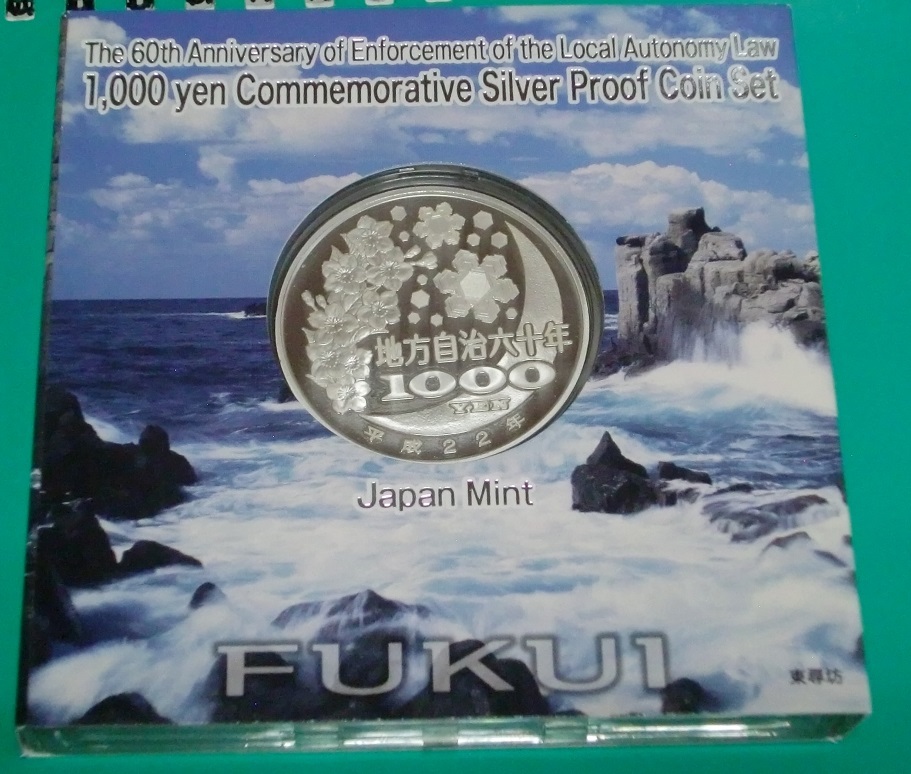 The 60th Anniversary of Enforcement of the Local Autonomy Law
1,000 yen Commemorative Silver Proof Coin Set
地方自治六十年
1000
YEN
平成22年
Japan Mint
FUKUI
東尋坊